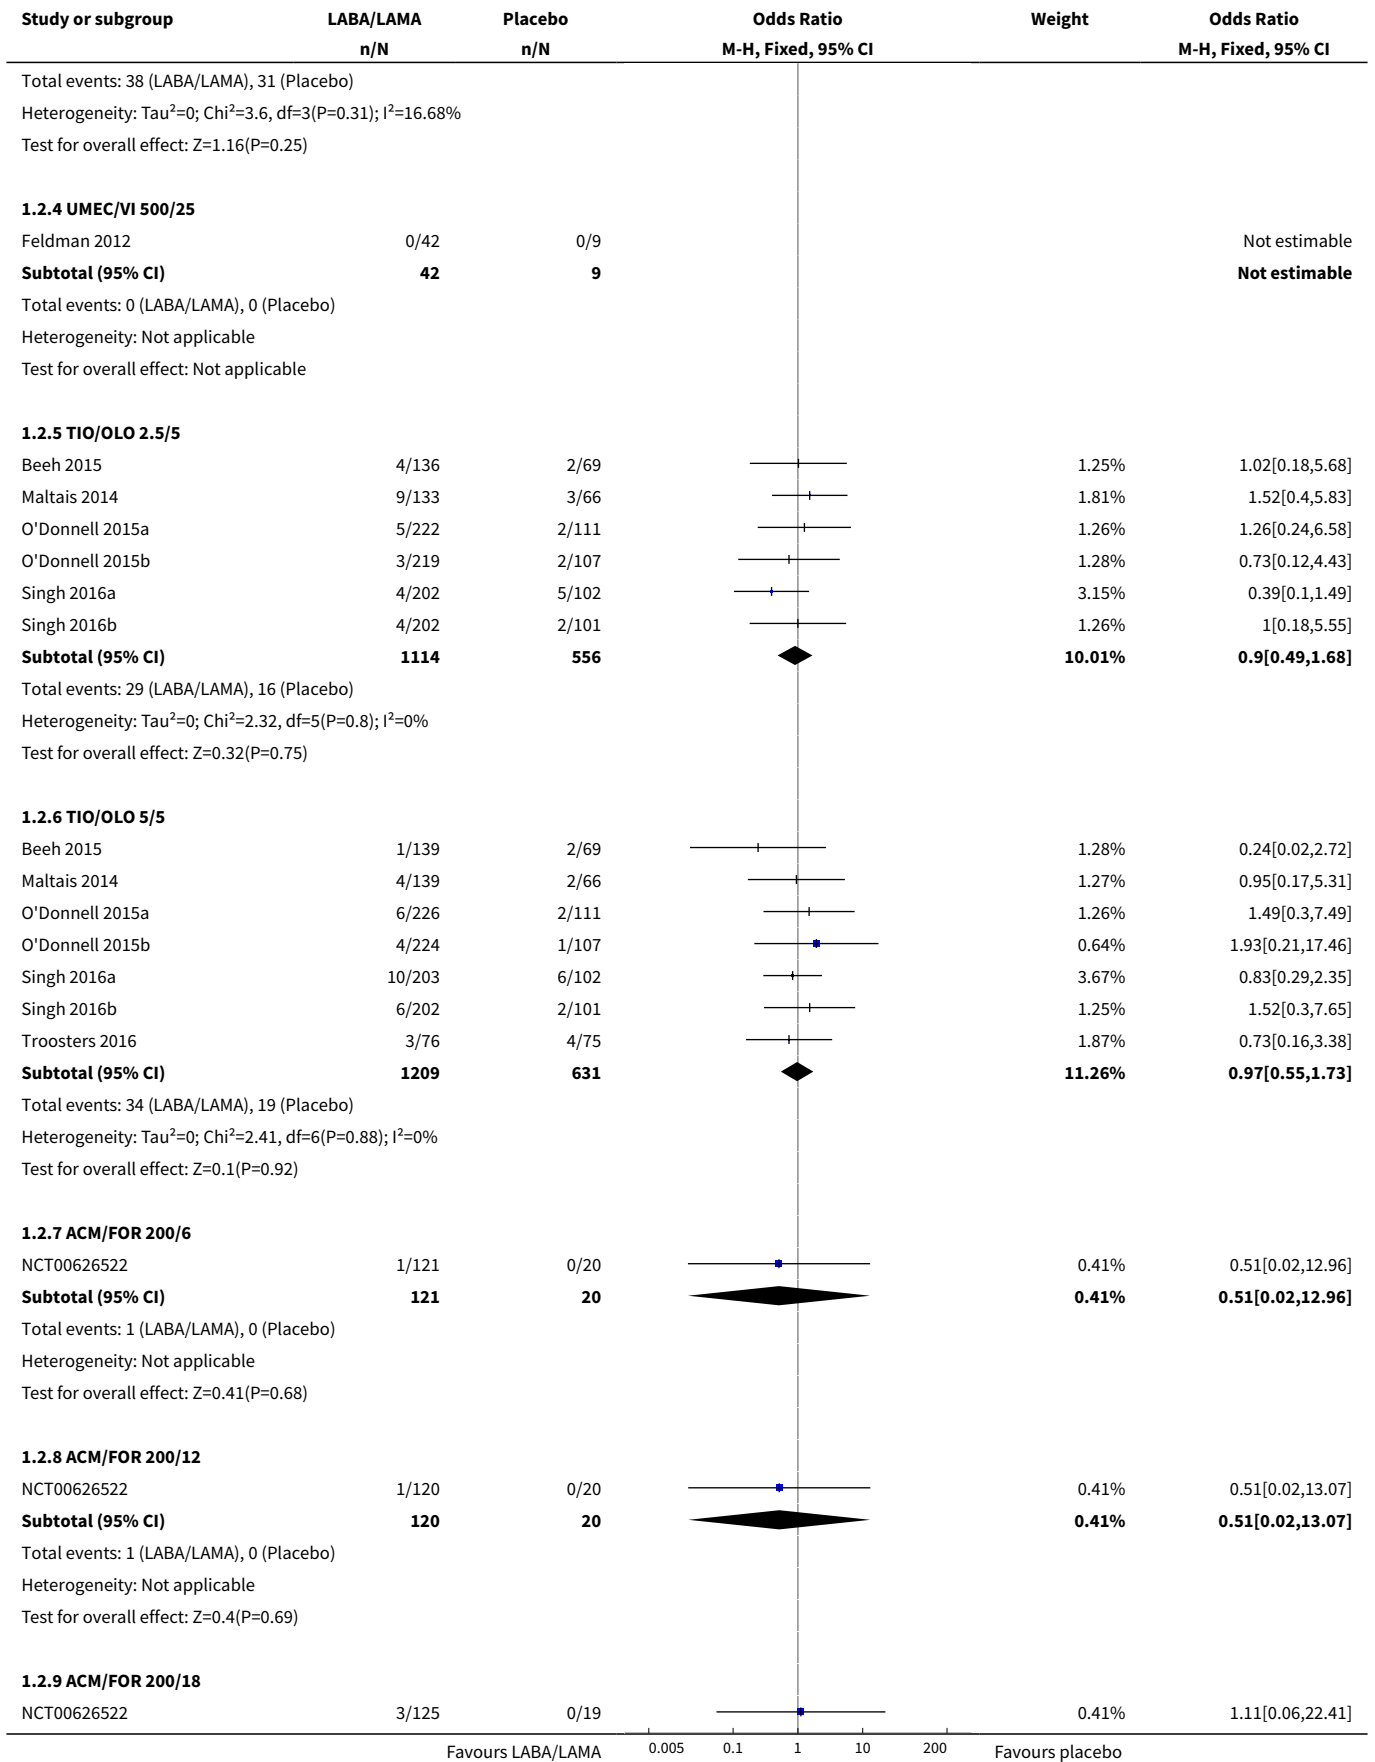 Study or subgroup LABA/LAMA Placebo Odds Ratio Weight Odds Ratio
n/N n/N M-H, Fixed, 95% CI M-H, Fixed, 95% CI
Total events: 38 (LABA/LAMA), 31 (Placebo)
Heterogeneity: Tau²=0; Chi²=3.6, df=3(P=0.31); I²=16.68%
Test for overall effect: Z=1.16(P=0.25)
1.2.4 UMEC/VI 500/25
Feldman 2012 0/42 0/9 Not estimable
Subtotal (95% CI) 42 9 Not estimable
Total events: 0 (LABA/LAMA), 0 (Placebo)
Heterogeneity: Not applicable
Test for overall effect: Not applicable
1.2.5 TIO/OLO 2.5/5
Beeh 2015 4/136 2/69 1.25% 1.02[0.18,5.68]
Maltais 2014 9/133 3/66 1.81% 1.52[0.4,5.83]
O'Donnell 2015a 5/222 2/111 1.26% 1.26[0.24,6.58]
O'Donnell 2015b 3/219 2/107 1.28% 0.73[0.12,4.43]
Singh 2016a 4/202 5/102 3.15% 0.39[0.1,1.49]
Singh 2016b 4/202 2/101 1.26% 1[0.18,5.55]
Subtotal (95% CI) 1114 556 10.01% 0.9[0.49,1.68]
Total events: 29 (LABA/LAMA), 16 (Placebo)
Heterogeneity: Tau²=0; Chi²=2.32, df=5(P=0.8); I²=0%
Test for overall effect: Z=0.32(P=0.75)
1.2.6 TIO/OLO 5/5
Beeh 2015 1/139 2/69 1.28% 0.24[0.02,2.72]
Maltais 2014 4/139 2/66 1.27% 0.95[0.17,5.31]
O'Donnell 2015a 6/226 2/111 1.26% 1.49[0.3,7.49]
O'Donnell 2015b 4/224 1/107 0.64% 1.93[0.21,17.46]
Singh 2016a 10/203 6/102 3.67% 0.83[0.29,2.35]
Singh 2016b 6/202 2/101 1.25% 1.52[0.3,7.65]
Troosters 2016 3/76 4/75 1.87% 0.73[0.16,3.38]
Subtotal (95% CI) 1209 631 11.26% 0.97[0.55,1.73]
Total events: 34 (LABA/LAMA), 19 (Placebo)
Heterogeneity: Tau²=0; Chi²=2.41, df=6(P=0.88); I²=0%
Test for overall effect: Z=0.1(P=0.92)
1.2.7 ACM/FOR 200/6
NCT00626522 1/121 0/20 0.41% 0.51[0.02,12.96]
Subtotal (95% CI) 121 20 0.41% 0.51[0.02,12.96]
Total events: 1 (LABA/LAMA), 0 (Placebo)
Heterogeneity: Not applicable
Test for overall effect: Z=0.41(P=0.68)
1.2.8 ACM/FOR 200/12
NCT00626522 1/120 0/20 0.41% 0.51[0.02,13.07]
Subtotal (95% CI) 120 20 0.41% 0.51[0.02,13.07]
Total events: 1 (LABA/LAMA), 0 (Placebo)
Heterogeneity: Not applicable
Test for overall effect: Z=0.4(P=0.69)
1.2.9 ACM/FOR 200/18
NCT00626522 3/125 0/19 0.41% 1.11[0.06,22.41]
Favours LABA/LAMA 0.005 0.1 1 10 200 Favours placebo